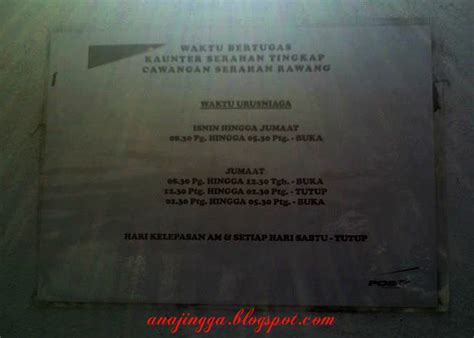 WAKTU BERTUGAS
KAUNTER SERAHAN TINGKAP
CAWANGAN SERAHAN RAWANG
WAKTU URUSNIAGA
ISNIN HINGGA JUMAAT
08.30 Pg. HINGGA 05.30 Ptg. - BUKA
JUMAAT
08.30 Pg. HINGGA 12.30 Tgh. - BUKA
12.30 Ptg. HINGGA 02.30 Ptg. - TUTUP
02.30 Ptg. HINGGA 05.30 Ptg. - BUKA
HARI KELEPASAN AM & SETIAP HARI SABTU - TUTUP
POS
anajingga.blogspot.com